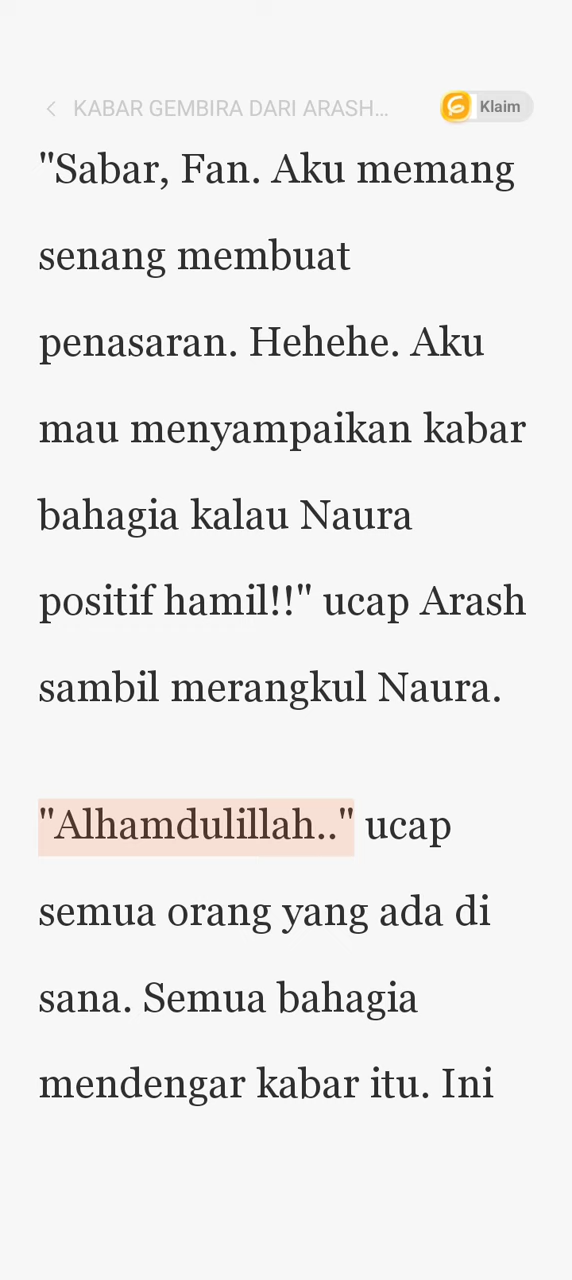 KABAR GEMBIRA DARI ARASH...
Klaim
"Sabar, Fan. Aku memang
senang membuat
penasaran. Hehehe. Aku
mau menyampaikan kabar
bahagia kalau Naura
positif hamil!!" ucap Arash
sambil merangkul Naura.
"Alhamdulillah.." ucap
semua orang yang ada di
sana. Semua bahagia
mendengar kabar itu. Ini